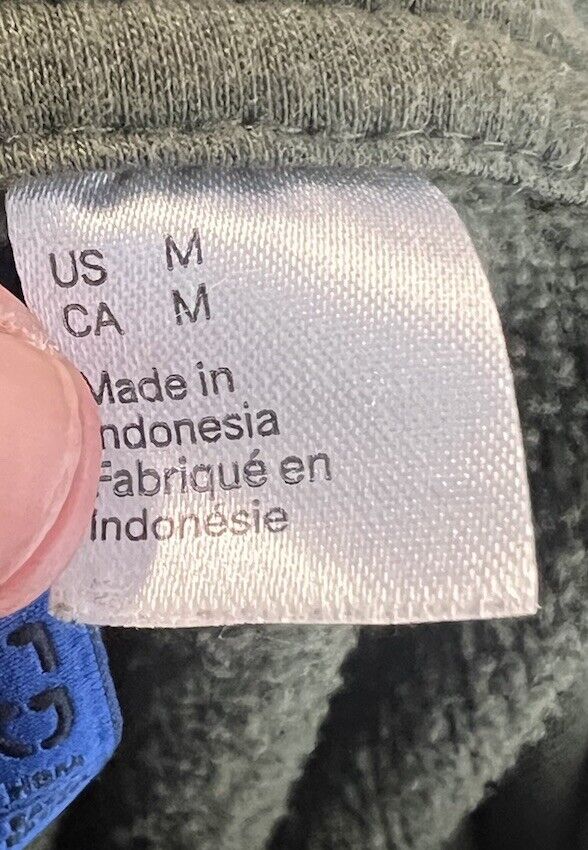 US M
CA M
Made in
Indonesia
Fabriqué en
Indonésie